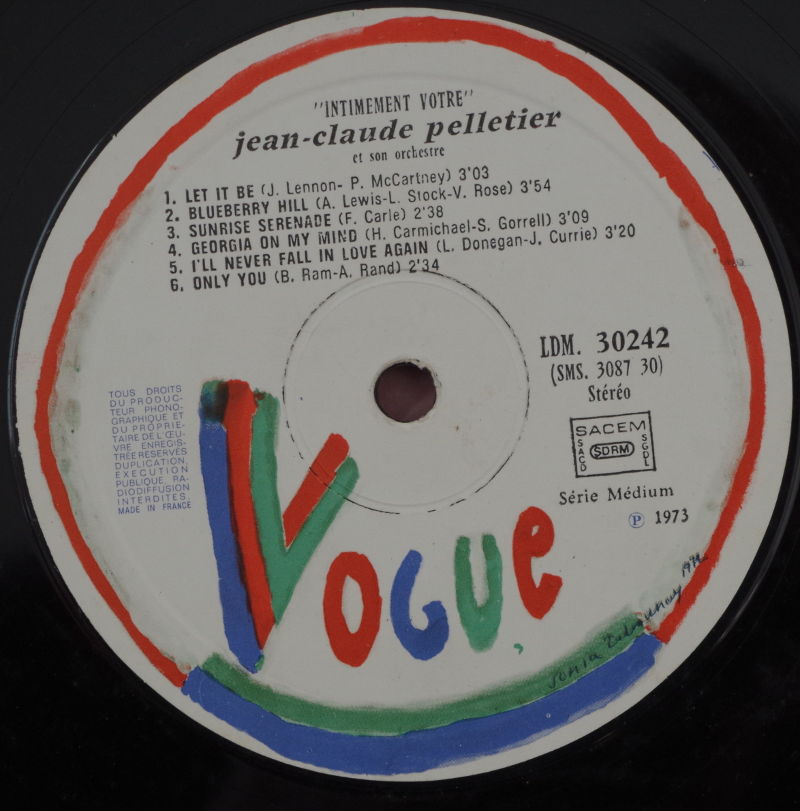 "INTIMEMENT VOTRE"
jean-claude pelletier
et son orchestre
1. LET IT BE (J. Lennon- P. McCartney) 3'03
2. BLUEBERRY HILL (A. Lewis-L. Stock-V. Rose) 3'54
3. SUNRISE SERENADE (F. Carle) 2'38
4. GEORGIA ON MY MIND (H. Carmichael-S. Gorrell) 3'09
5. I'LL NEVER FALL IN LOVE AGAIN (L. Donegan-J. Currie) 3'20
6. ONLY YOU (B. Ram-A. Rand) 2'34
LDM. 30242
(SMS. 3087 30)
Stéréo
SACEM
SACD
SDRM
SGDL
Série Médium
℗ 1973
TOUS DROITS
DU PRODUC-
TEUR PHONO-
GRAPHIQUE ET
DU PROPRIE-
TAIRE DE L'ŒU-
VRE ENREGIS-
TRÉE RESERVÉS
DUPLICATION,
EXECUTION
PUBLIQUE, RA-
DIODIFFUSION
INTERDITES.
MADE IN FRANCE
VOGUE
Sonia Delaunay 1972